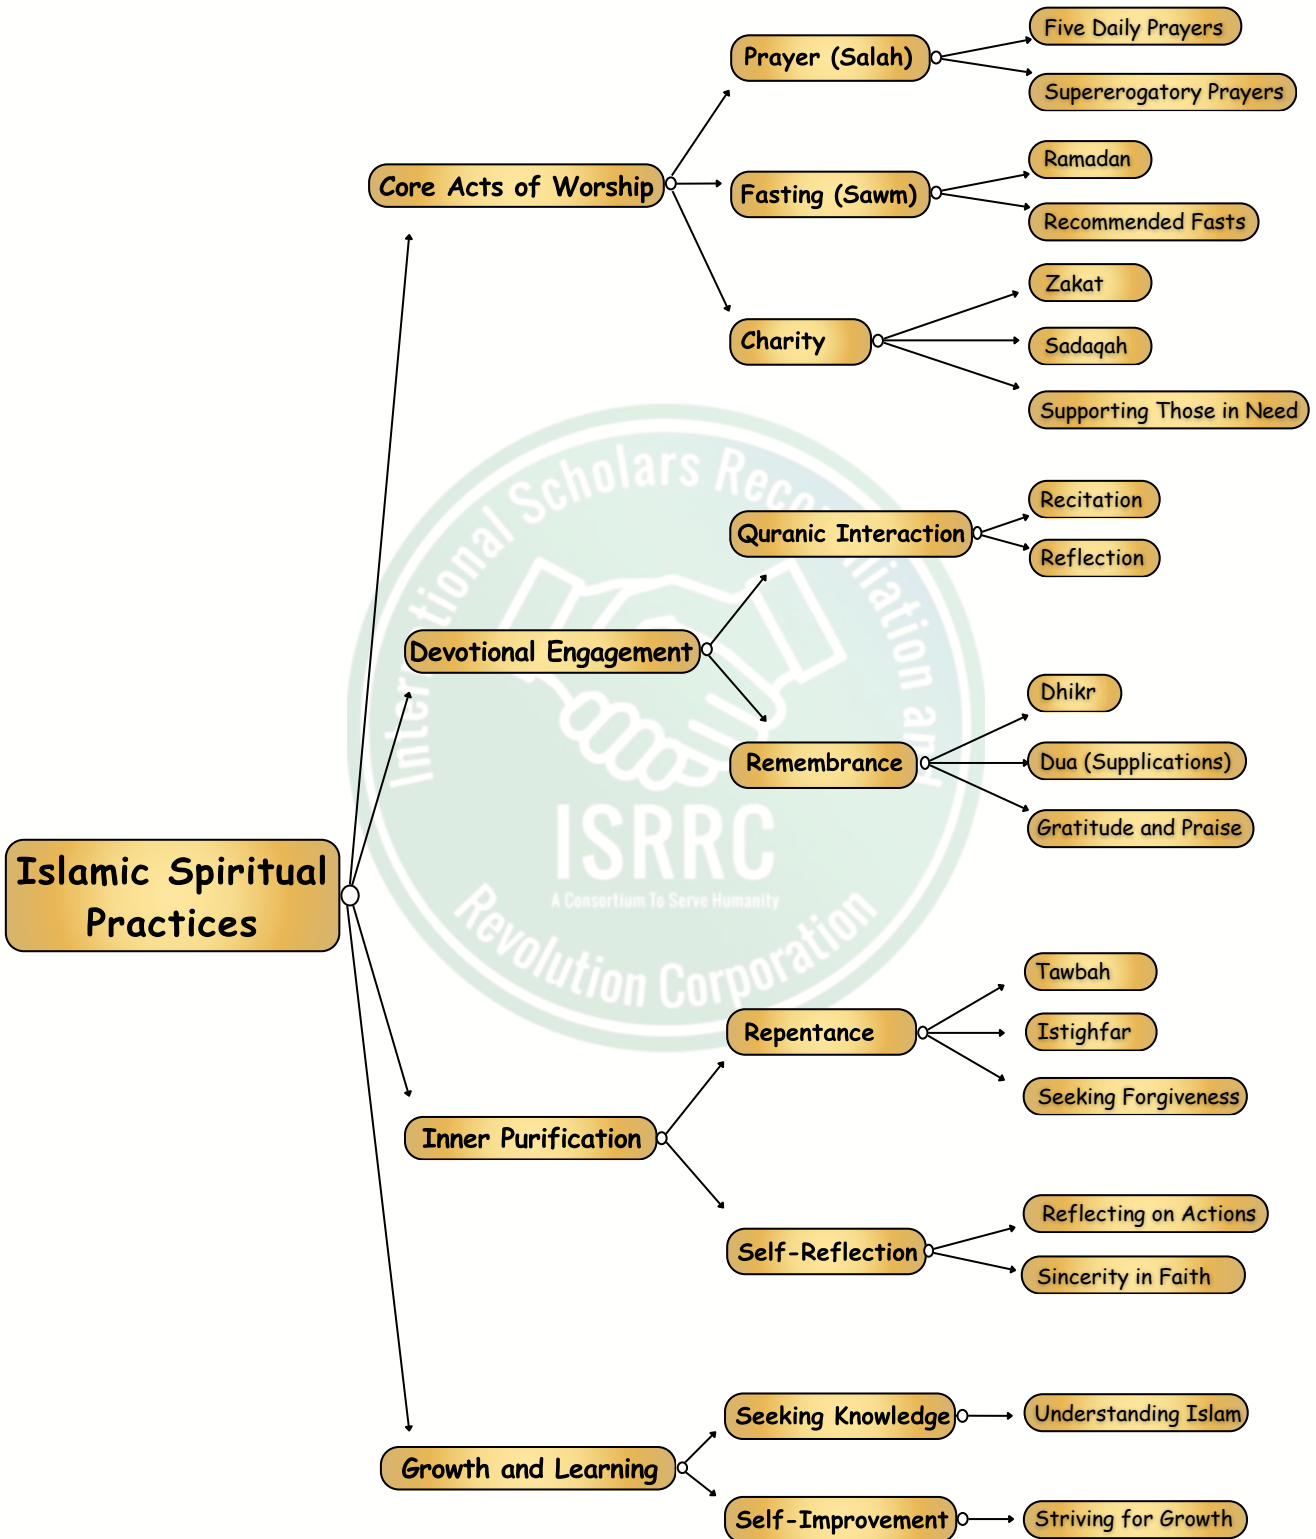 Five Daily Prayers
Prayer (Salah)
Supererogatory Prayers
Ramadan
Core Acts of Worship
Fasting (Sawm)
Recommended Fasts
Zakat
Charity
Sadaqah
Supporting Those in Need
International Scholars Reconciliation and
Recitation
Quranic Interaction
Reflection
Devotional Engagement
Dhikr
Remembrance
Dua (Supplications)
Gratitude and Praise
ISRRC
A Consortium To Serve Humanity
Revolution Corporation
Islamic Spiritual
Practices
Tawbah
Repentance
Istighfar
Seeking Forgiveness
Inner Purification
Reflecting on Actions
Self-Reflection
Sincerity in Faith
Seeking Knowledge
Understanding Islam
Growth and Learning
Self-Improvement
Striving for Growth